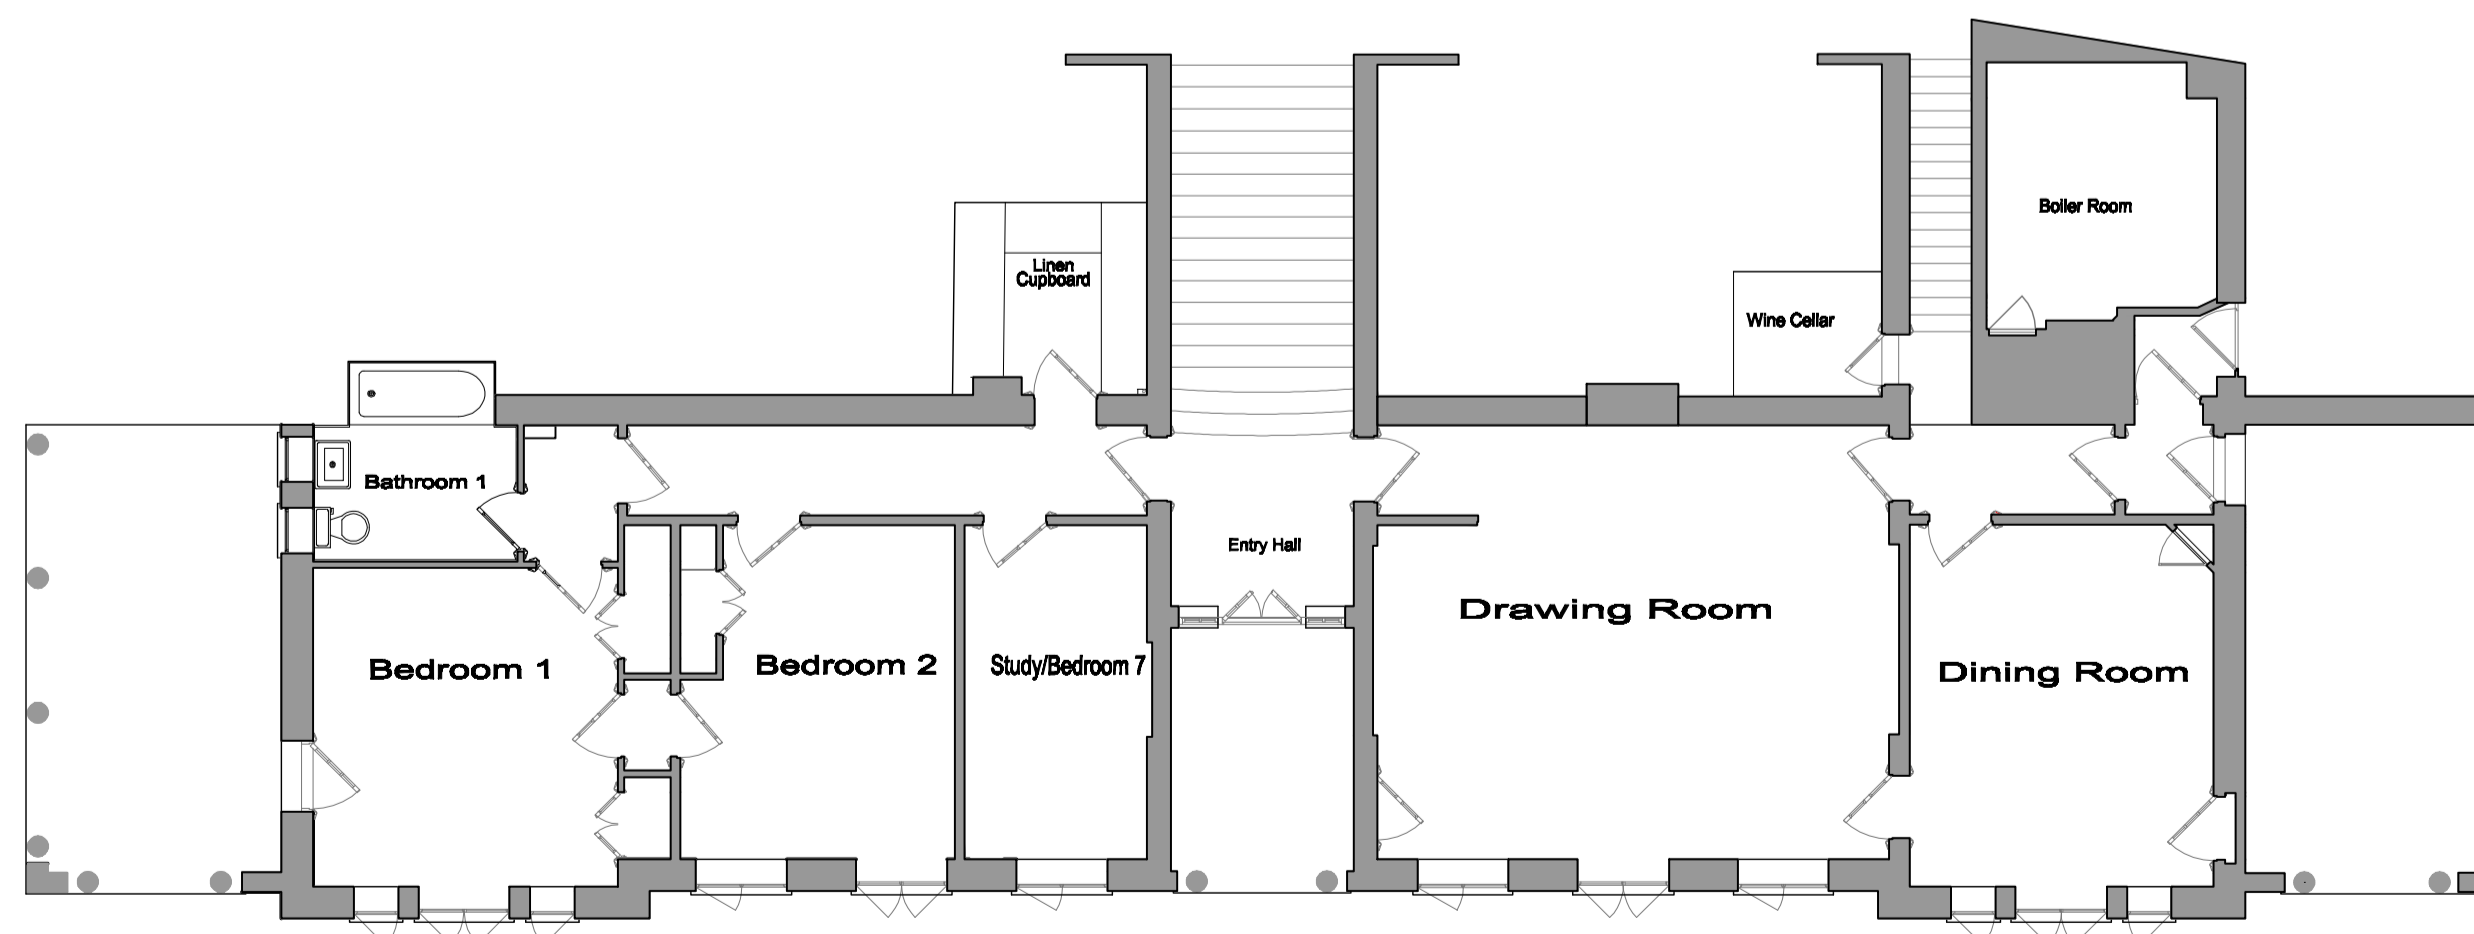 Boiler Room
Linen
Cupboard
Wine Cellar
Bathroom 1
Entry Hall
Drawing Room
Bedroom 1
Bedroom 2
Study/Bedroom 7
Dining Room